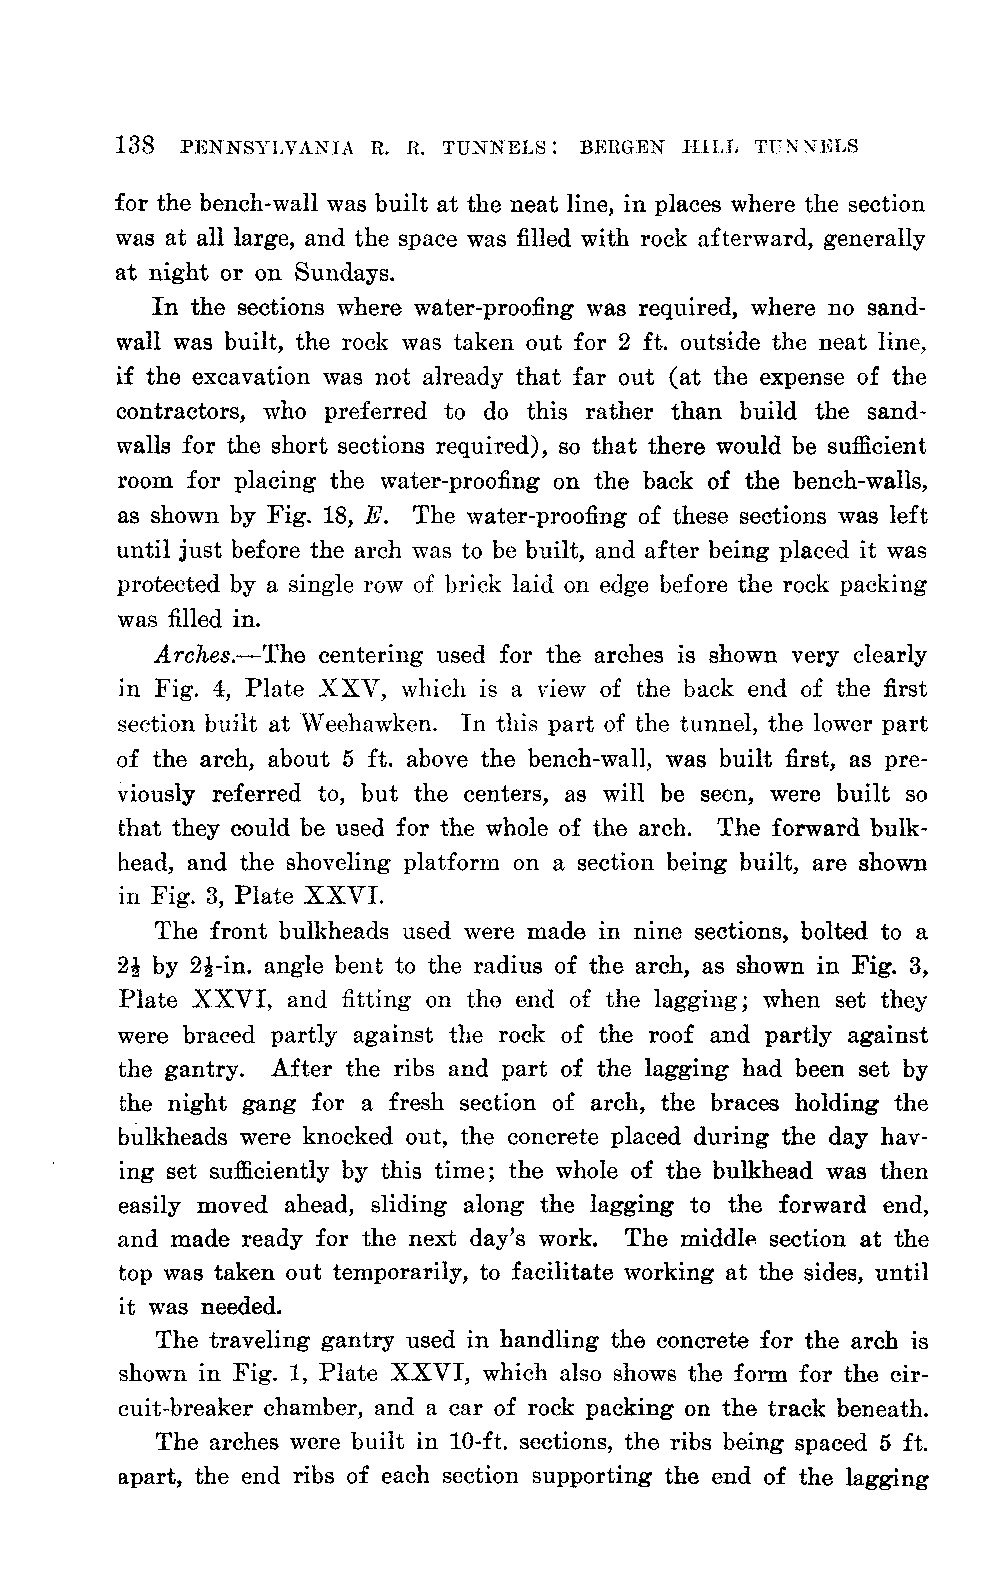 138 PENNSYLVANIA R. R. TUNNELS: BERGEN HILL TUNNELS
for the bench-wall was built at the neat line, in places where the section
was at all large, and the space was filled with rock afterward, generally
at night or on Sundays.
In the sections where water-proofing was required, where no sand-
wall was built, the rock was taken out for 2 ft. outside the neat line,
if the excavation was not already that far out (at the expense of the
contractors, who preferred to do this rather than build the sand-
walls for the short sections required), so that there would be sufficient
room for placing the water-proofing on the back of the bench-walls,
as shown by Fig. 18, E. The water-proofing of these sections was left
until just before the arch was to be built, and after being placed it was
protected by a single row of brick laid on edge before the rock packing
was filled in.
Arches.—The centering used for the arches is shown very clearly
in Fig. 4, Plate XXV, which is a view of the back end of the first
section built at Weehawken. In this part of the tunnel, the lower part
of the arch, about 5 ft. above the bench-wall, was built first, as pre-
viously referred to, but the centers, as will be seen, were built so
that they could be used for the whole of the arch. The forward bulk-
head, and the shoveling platform on a section being built, are shown
in Fig. 3, Plate XXVI.
The front bulkheads used were made in nine sections, bolted to a
2½ by 2½-in. angle bent to the radius of the arch, as shown in Fig. 3,
Plate XXVI, and fitting on the end of the lagging; when set they
were braced partly against the rock of the roof and partly against
the gantry. After the ribs and part of the lagging had been set by
the night gang for a fresh section of arch, the braces holding the
bulkheads were knocked out, the concrete placed during the day hav-
ing set sufficiently by this time; the whole of the bulkhead was then
easily moved ahead, sliding along the lagging to the forward end,
and made ready for the next day's work. The middle section at the
top was taken out temporarily, to facilitate working at the sides, until
it was needed.
The traveling gantry used in handling the concrete for the arch is
shown in Fig. 1, Plate XXVI, which also shows the form for the cir-
cuit-breaker chamber, and a car of rock packing on the track beneath.
The arches were built in 10-ft. sections, the ribs being spaced 5 ft.
apart, the end ribs of each section supporting the end of the lagging